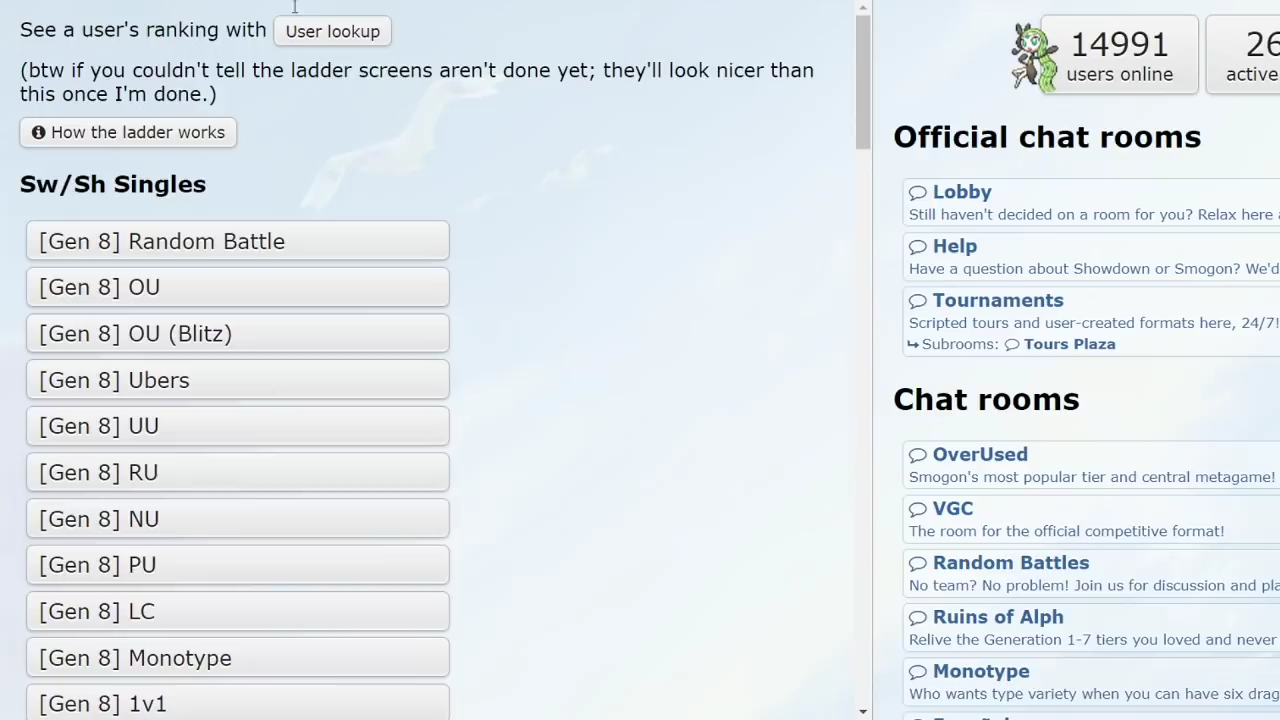 See a user's ranking with User lookup
(btw if you couldn't tell the ladder screens aren't done yet; they'll look nicer than
this once I'm done.)
How the ladder works
Sw/Sh Singles
[Gen 8] Random Battle
[Gen 8] OU
[Gen 8] OU (Blitz)
[Gen 8] Ubers
[Gen 8] UU
[Gen 8] RU
[Gen 8] NU
[Gen 8] PU
[Gen 8] LC
[Gen 8] Monotype
[Gen 8] 1v1
14991
users online
26
active
Official chat rooms
Lobby
Still haven't decided on a room for you? Relax here
Help
Have a question about Showdown or Smogon? We'd
Tournaments
Scripted tours and user-created formats here, 24/7!
Subrooms: Tours Plaza
Chat rooms
OverUsed
Smogon's most popular tier and central metagame!
VGC
The room for the official competitive format!
Random Battles
No team? No problem! Join us for discussion and
Ruins of Alph
Relive the Generation 1-7 tiers you loved and never
Monotype
Who wants type variety when you can have six